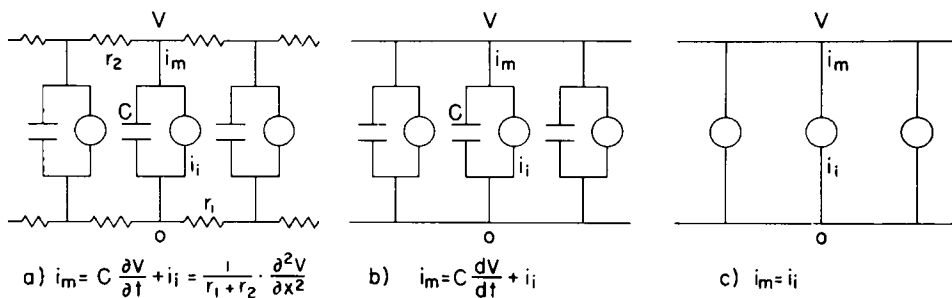 V
r₂
iₘ
C
iᵢ
r₁
o
a) iₘ = C ∂V/∂t + iᵢ = 1/(r₁ + r₂) · ∂²V/∂x²
V
iₘ
C
iᵢ
o
b) iₘ = C dV/dt + iᵢ
V
iₘ
iᵢ
o
c) iₘ = iᵢ